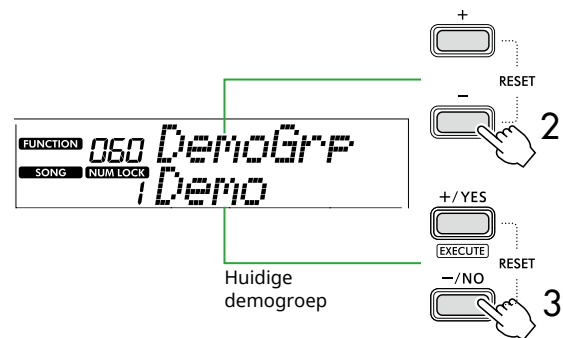 +
RESET
−
2
FUNCTION 060 DemoGrp
SONG NUM LOCK 1 Demo
+/YES
EXECUTE
RESET
−/NO
3
Huidige
demogroep